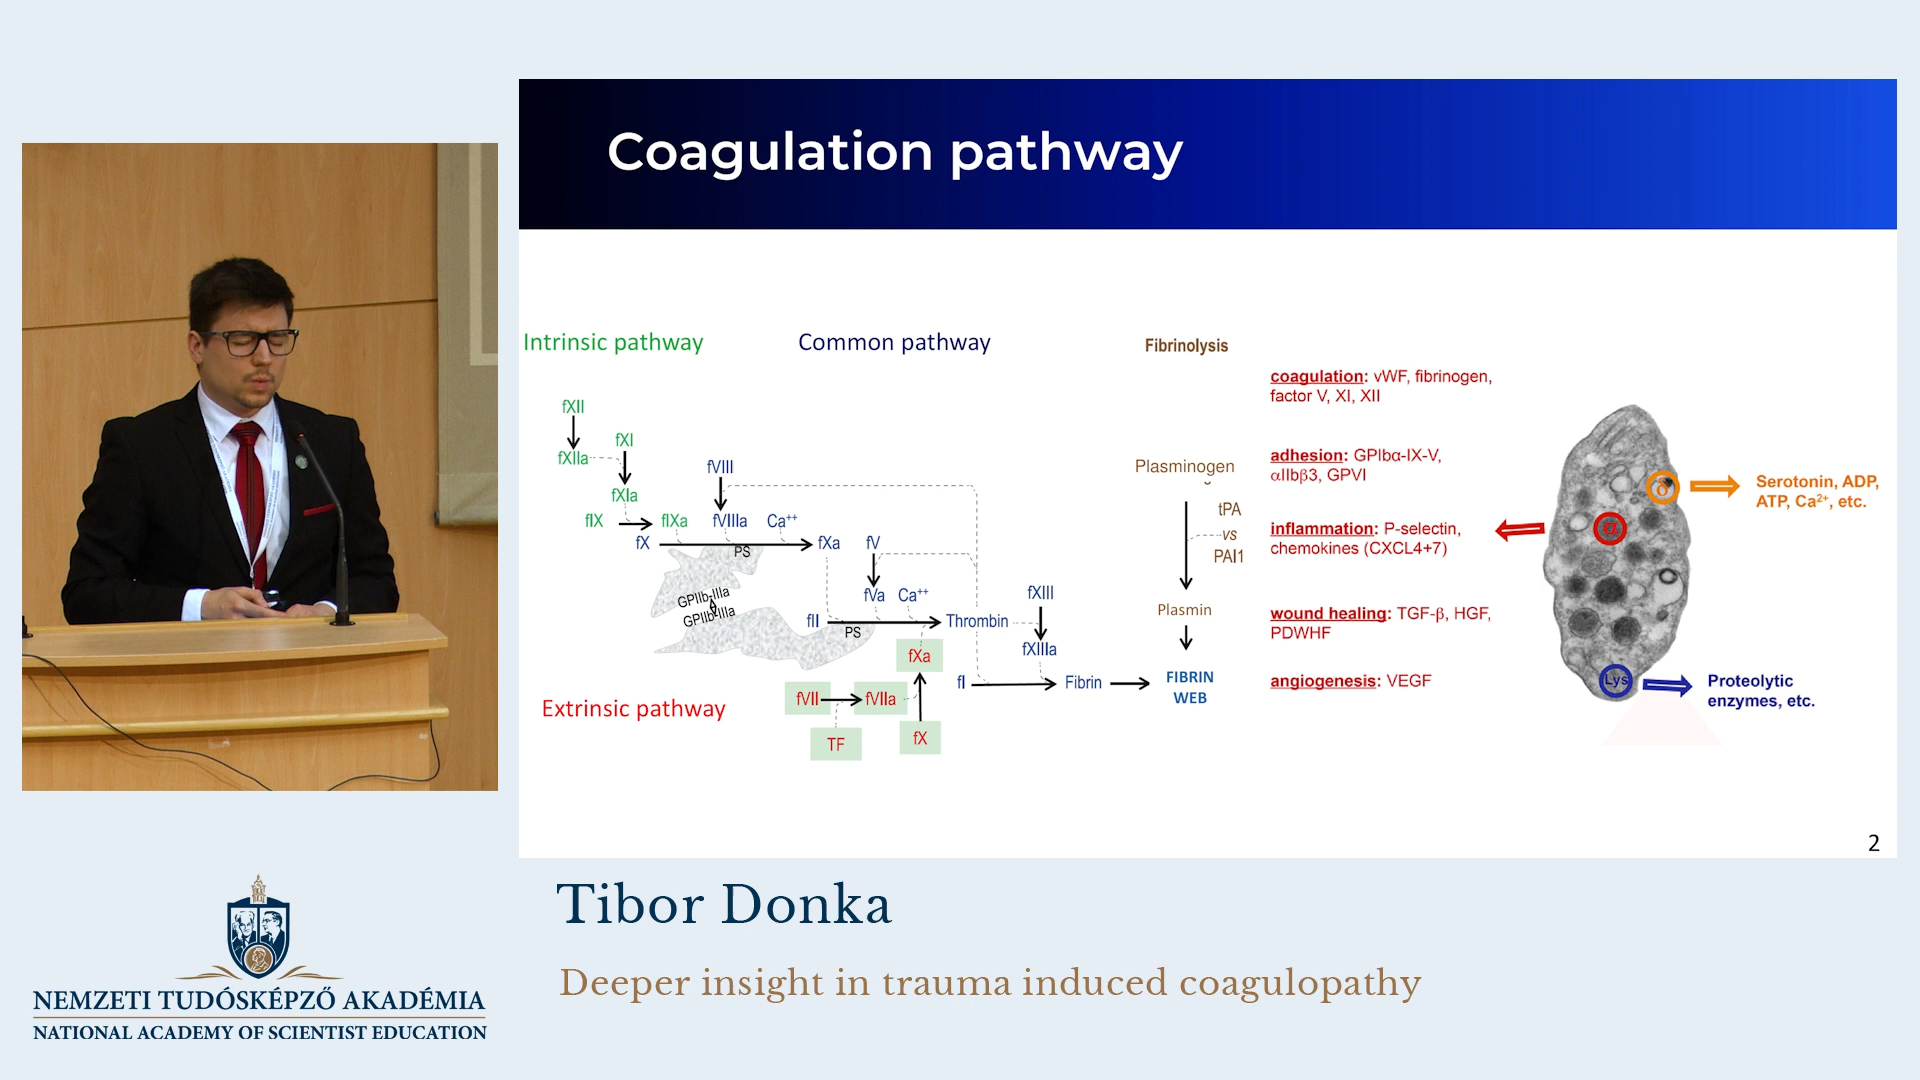 Coagulation pathway
Intrinsic pathway
Common pathway
Fibrinolysis
fXII
fXIIa
fXI
fXIa
fIX
fIXa
fVIII
fVIIIa
Ca++
fX
PS
fXa
fV
fVa
Ca++
GPIIb-IIIa
GPIIb-IIIa
fII
PS
Thrombin
fXIII
fXIIIa
fXa
fVII
fVIIa
TF
fX
Extrinsic pathway
fI
Fibrin
Plasminogen
tPA
vs
PAI1
Plasmin
FIBRIN
WEB
coagulation: vWF, fibrinogen,
factor V, XI, XII
adhesion: GPIbα-IX-V,
αIIbβ3, GPVI
inflammation: P-selectin,
chemokines (CXCL4+7)
wound healing: TGF-β, HGF,
PDWHF
angiogenesis: VEGF
δ
α
Lys
Serotonin, ADP,
ATP, Ca2+, etc.
Proteolytic
enzymes, etc.
2
Tibor Donka
Deeper insight in trauma induced coagulopathy
NEMZETI TUDÓSKÉPZŐ AKADÉMIA
NATIONAL ACADEMY OF SCIENTIST EDUCATION